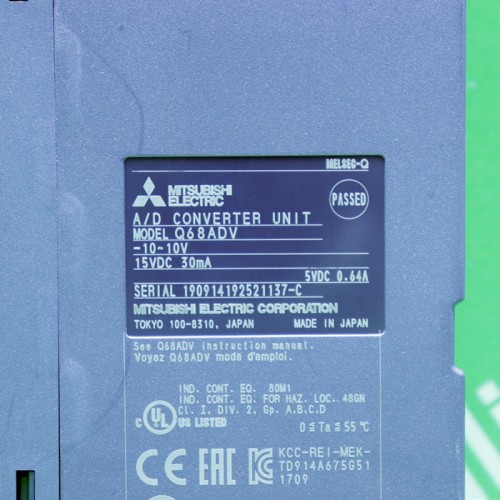 MELSEC-Q
MITSUBISHI
ELECTRIC
PASSED
A/D CONVERTER UNIT
MODEL Q68ADV
-10~10V
15VDC 30mA
5VDC 0.64A
SERIAL 190914192521137-C
MITSUBISHI ELECTRIC CORPORATION
TOKYO 100-8310, JAPAN MADE IN JAPAN
See Q68ADV instruction manual.
Voyez Q68ADV mode d'emploi.
IND. CONT. EQ. 80M1
IND. CONT. EQ. FOR HAZ. LOC. 48GN
CL. I, DIV. 2, GP. A,B,C,D
C UL US LISTED
0≦Ta≦55℃
CE EAC KCC-REI-MEK-
TD914A675G51
1709